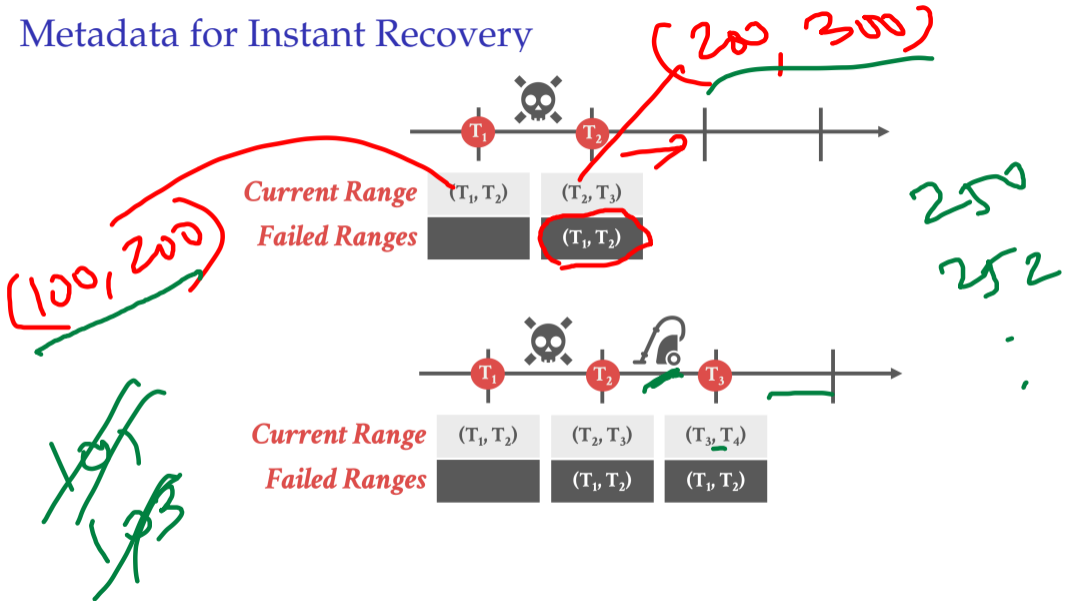 Metadata for Instant Recovery
(200, 300)
T₁ T₂
Current Range (T₁, T₂) (T₂, T₃)
Failed Ranges (T₁, T₂)
(100, 200)
250
252
T₁ T₂ T₃
Current Range (T₁, T₂) (T₂, T₃) (T₃, T₄)
Failed Ranges (T₁, T₂) (T₁, T₂)